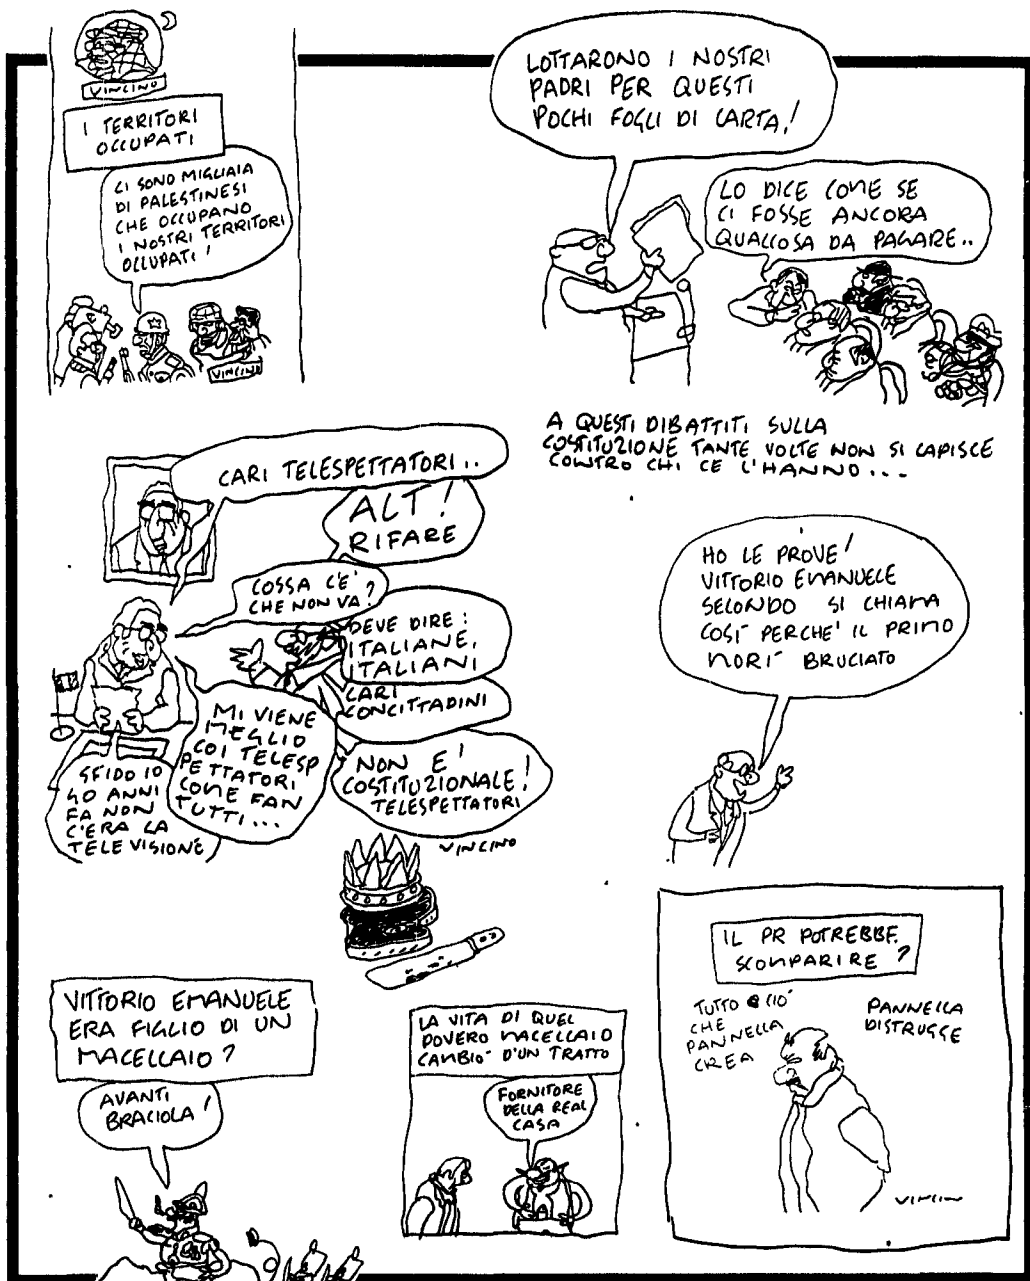 VINCINO
I TERRITORI
OCCUPATI
CI SONO MIGLIAIA
DI PALESTINESI
CHE OCCUPANO
I NOSTRI TERRITORI
OCCUPATI!
VINCINO
LOTTARONO I NOSTRI
PADRI PER QUESTI
POCHI FOGLI DI CARTA!
LO DICE COME SE
CI FOSSE ANCORA
QUALCOSA DA PAGARE..
A QUESTI DIBATTITI SULLA
COSTITUZIONE TANTE VOLTE NON SI CAPISCE
CONTRO CHI CE L'HANNO...
CARI TELESPETTATORI..
ALT!
RIFARE
COSSA C'E'
CHE NON VA?
DEVE DIRE:
ITALIANE,
ITALIANI
CARI
CONCITTADINI
MI VIENE
MEGLIO
COI TELESP
PETTATORI
COME FAN
TUTTI...
NON E'
COSTITUZIONALE!
TELESPETTATORI
SFIDO IO
40 ANNI
FA NON
C'ERA LA
TELEVISIONE
VINCINO
HO LE PROVE!
VITTORIO EMANUELE
SECONDO SI CHIAMA
COSÌ PERCHE' IL PRIMO
MORÌ BRUCIATO
VITTORIO EMANUELE
ERA FIGLIO DI UN
MACELLAIO?
AVANTI
BRACIOLA!
LA VITA DI QUEL
POVERO MACELLAIO
CAMBIO' D'UN TRATTO
FORNITORE
DELLA REAL
CASA
IL PR POTREBBE
SCOMPARIRE?
TUTTO CIO'
CHE
PANNELLA
CREA
PANNELLA
DISTRUGGE
VINCINO